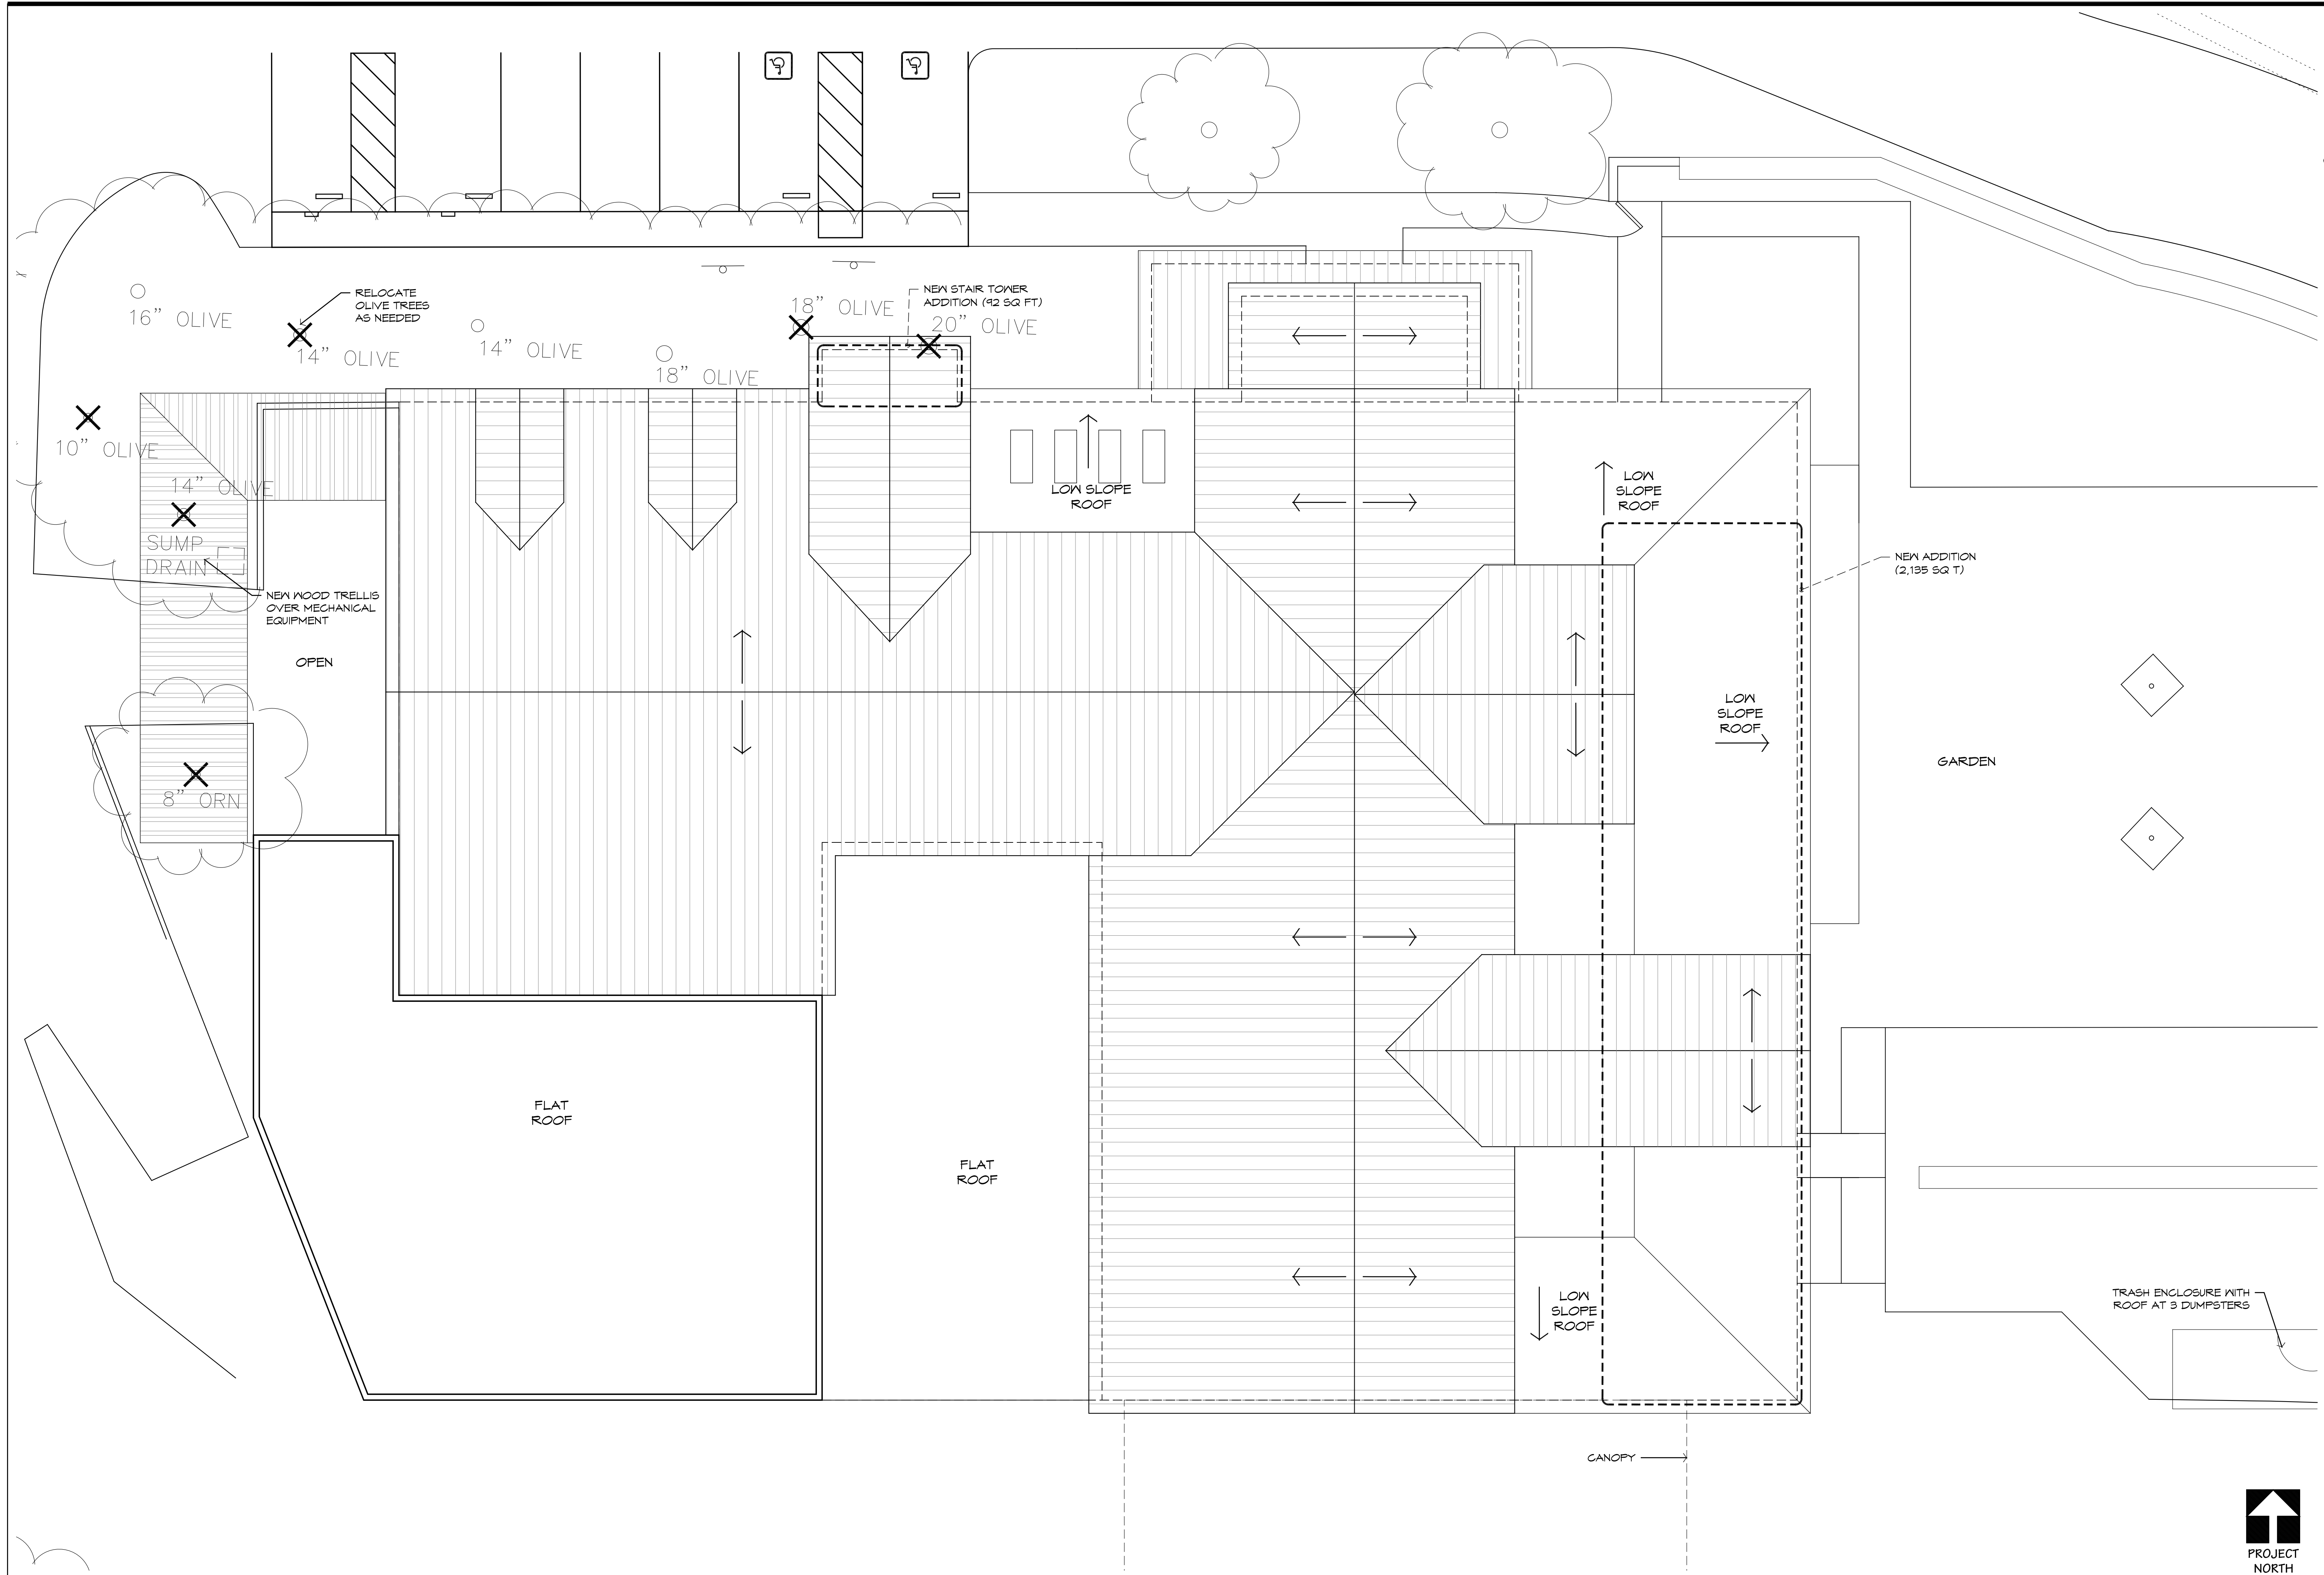 RELOCATE
OLIVE TREES
AS NEEDED
NEW STAIR TOWER
ADDITION (92 SQ FT)
16" OLIVE
14" OLIVE
14" OLIVE
18" OLIVE
18" OLIVE
20" OLIVE
10" OLIVE
14" OLIVE
SUMP
DRAIN
NEW WOOD TRELLIS
OVER MECHANICAL
EQUIPMENT
OPEN
8" ORN
LOW SLOPE
ROOF
LOW
SLOPE
ROOF
NEW ADDITION
(2,135 SQ T)
LOW
SLOPE
ROOF
GARDEN
FLAT
ROOF
FLAT
ROOF
LOW
SLOPE
ROOF
TRASH ENCLOSURE WITH
ROOF AT 3 DUMPSTERS
CANOPY
PROJECT
NORTH